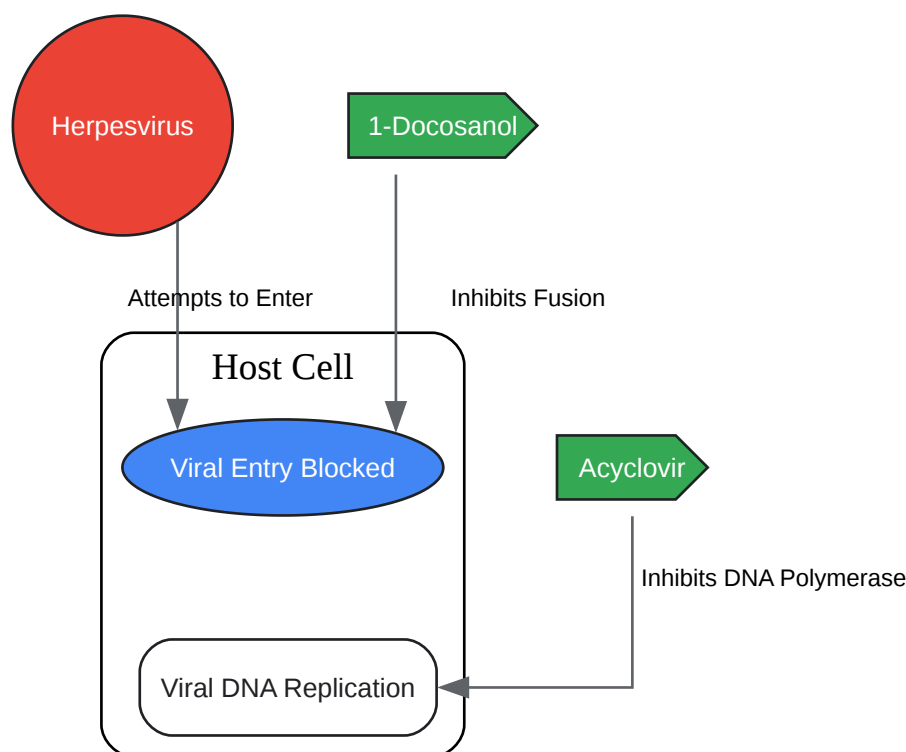 Herpesvirus
1-Docosanol
Attempts to Enter
Inhibits Fusion
Host Cell
Viral Entry Blocked
Acyclovir
Inhibits DNA Polymerase
Viral DNA Replication